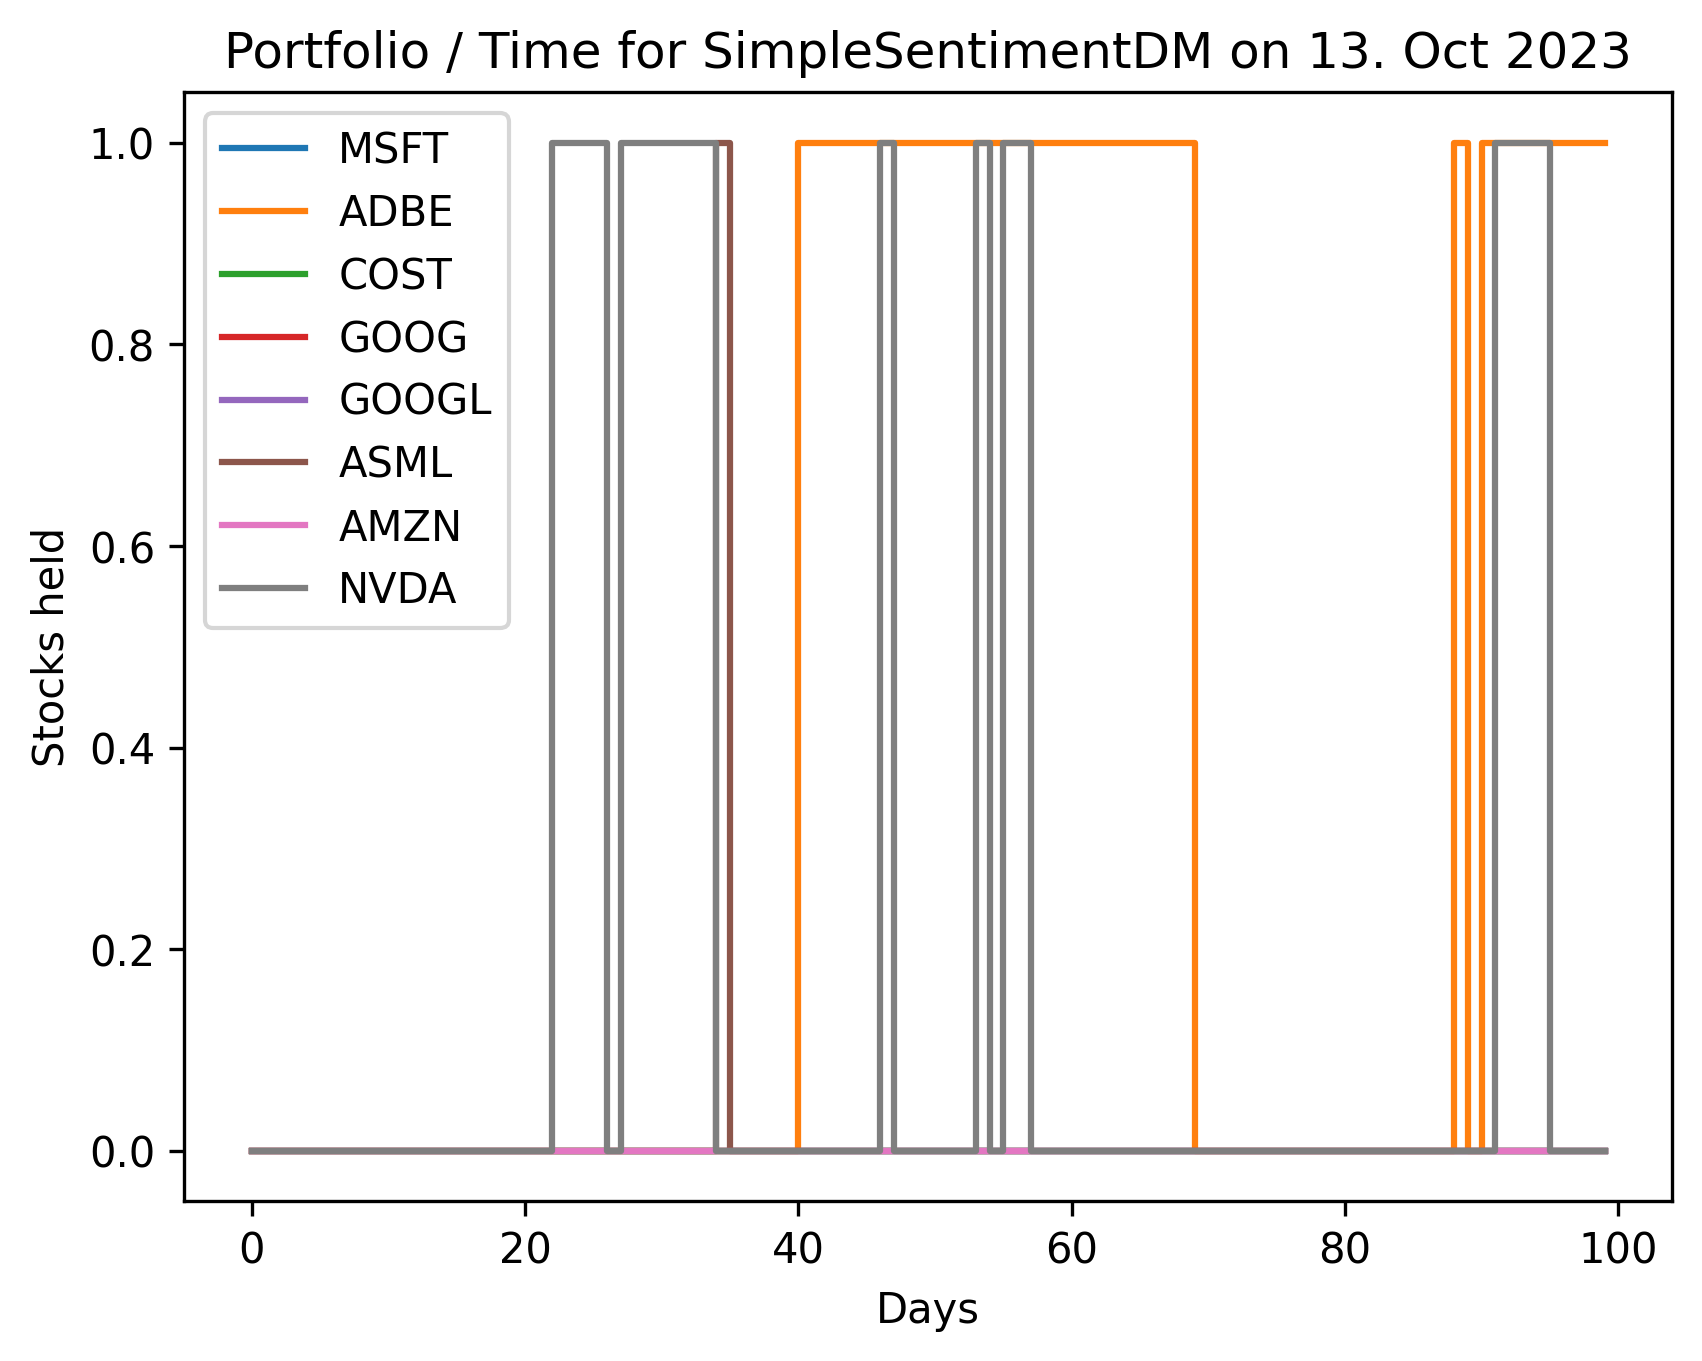 Portfolio / Time for SimpleSentimentDM on 13. Oct 2023
MSFT
ADBE
COST
GOOG
GOOGL
ASML
AMZN
NVDA
Stocks held
1.0
0.8
0.6
0.4
0.2
0.0
0
20
40
60
80
100
Days